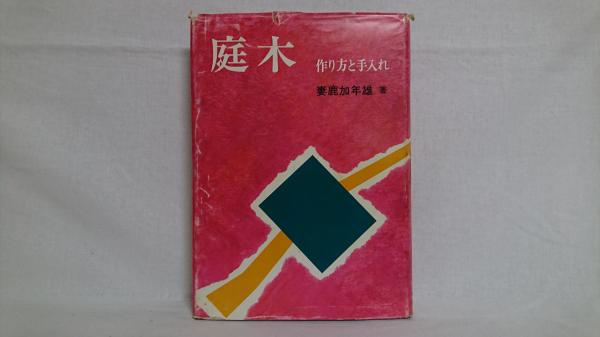 庭木
作り方と手入れ
妻鹿加年雄 著